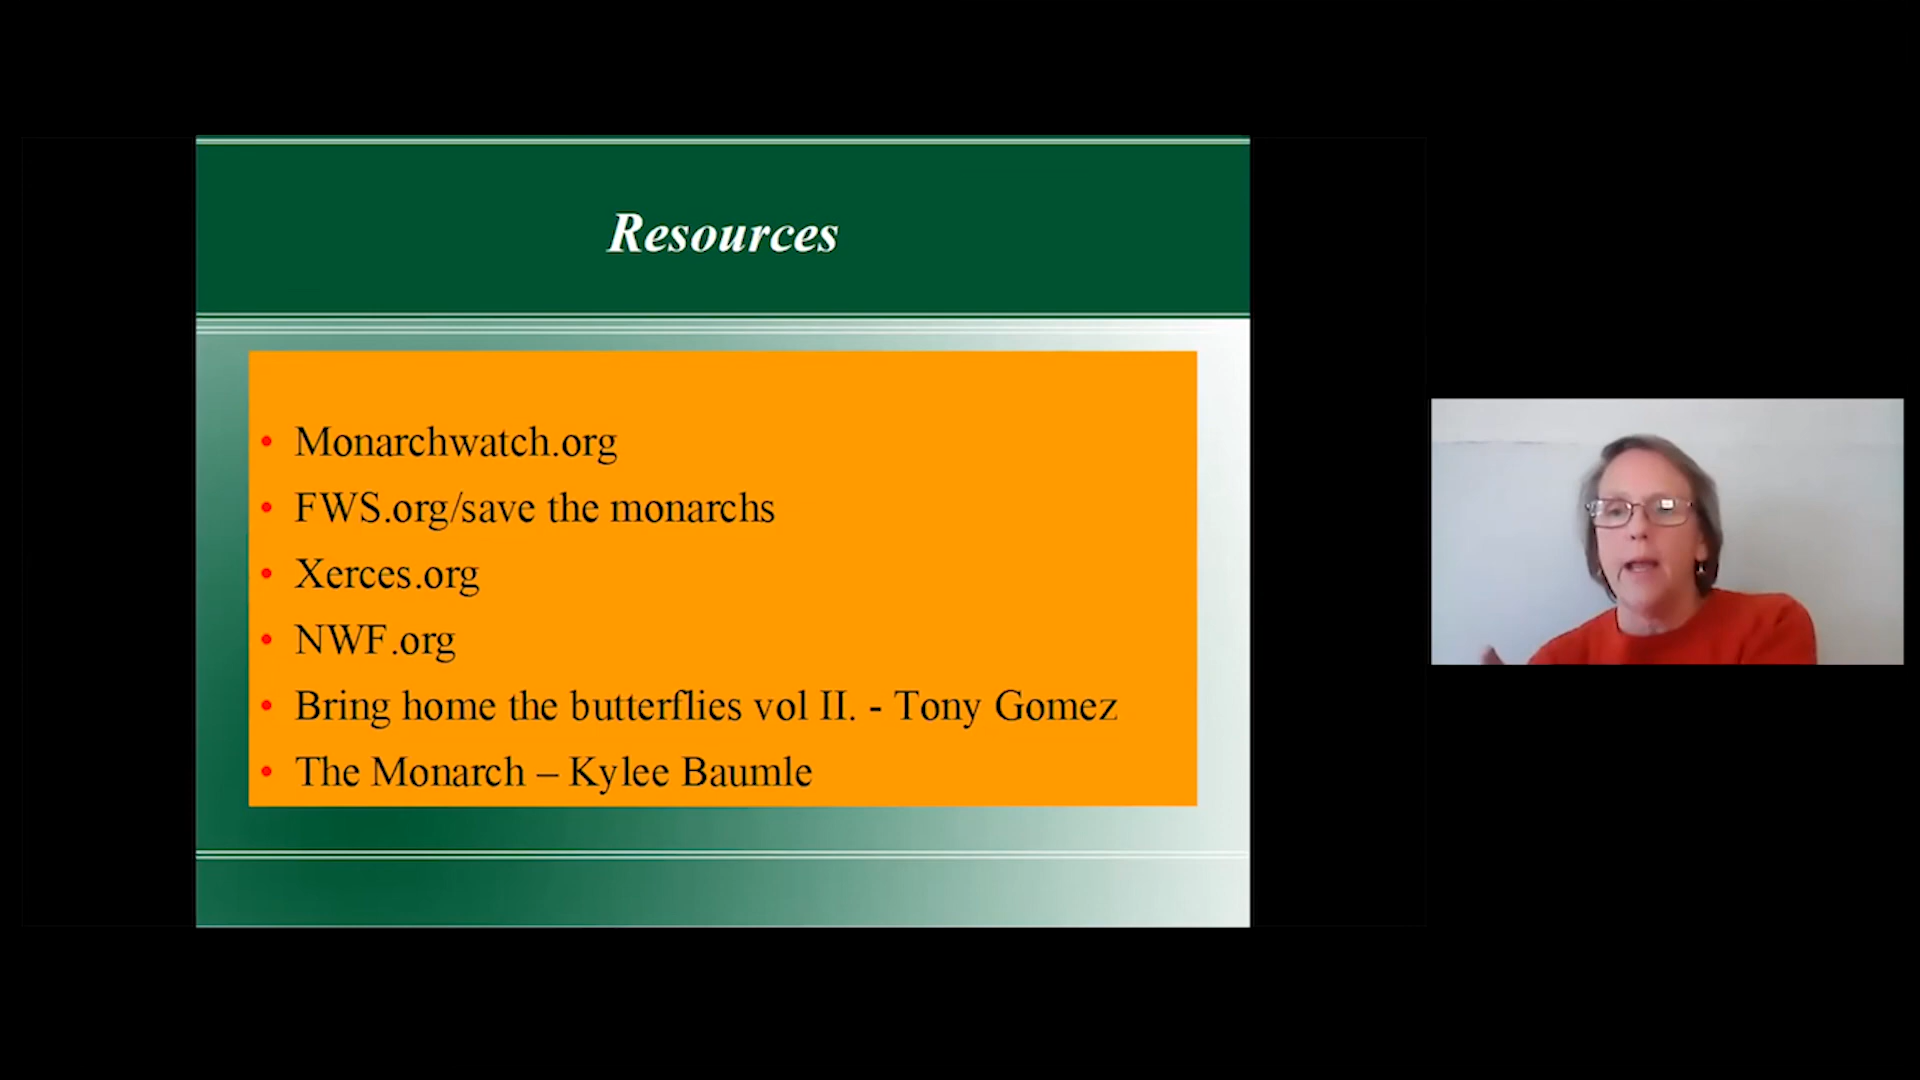 Resources
• Monarchwatch.org
• FWS.org/save the monarchs
• Xerces.org
• NWF.org
• Bring home the butterflies vol II. - Tony Gomez
• The Monarch – Kylee Baumle